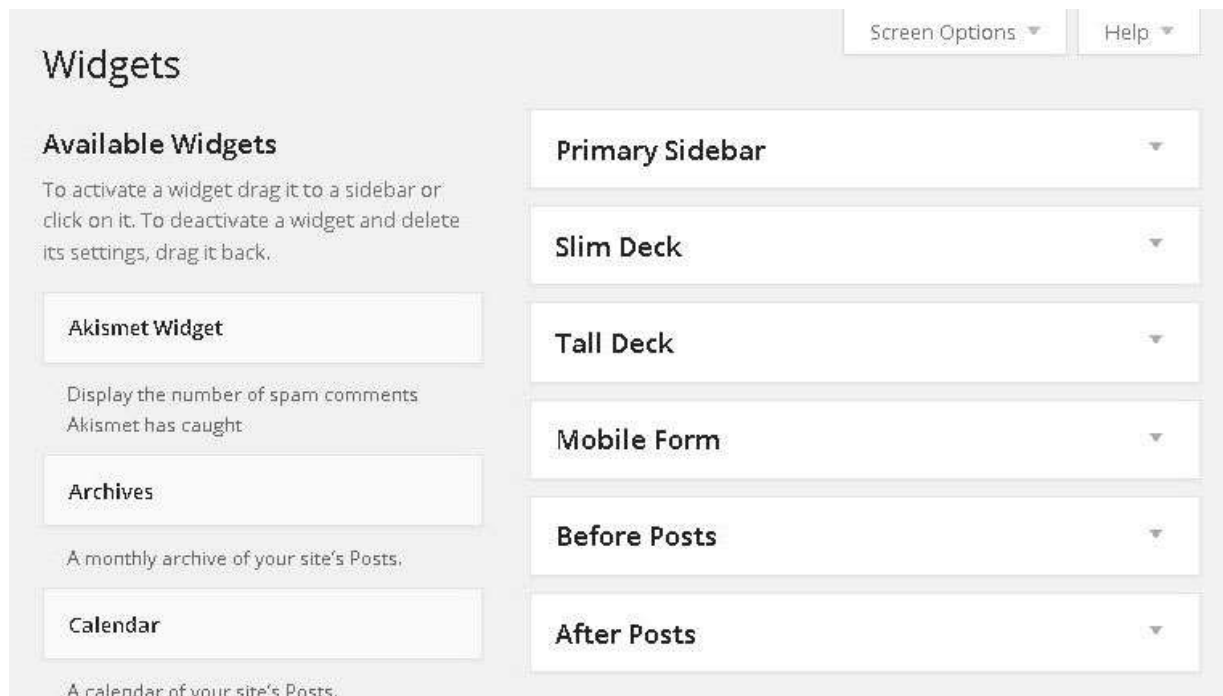 Screen Options
Help
Widgets
Available Widgets
To activate a widget drag it to a sidebar or
click on it. To deactivate a widget and delete
its settings, drag it back.
Akismet Widget
Display the number of spam comments
Akismet has caught
Archives
A monthly archive of your site's Posts.
Calendar
A calendar of your site's Posts.
Primary Sidebar
Slim Deck
Tall Deck
Mobile Form
Before Posts
After Posts